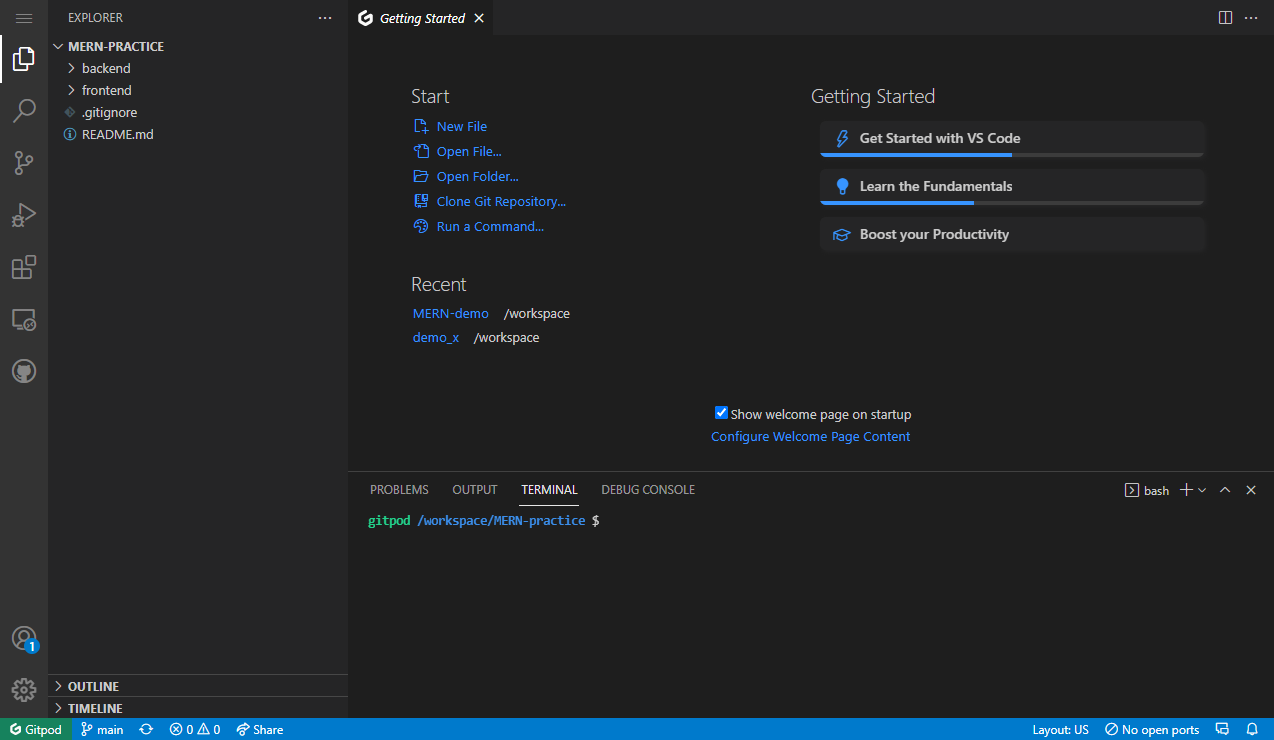 EXPLORER
MERN-PRACTICE
backend
frontend
.gitignore
README.md
OUTLINE
TIMELINE
Getting Started
Start
New File
Open File...
Open Folder...
Clone Git Repository...
Run a Command...
Recent
MERN-demo /workspace
demo_x /workspace
Getting Started
Get Started with VS Code
Learn the Fundamentals
Boost your Productivity
Show welcome page on startup
Configure Welcome Page Content
PROBLEMS OUTPUT TERMINAL DEBUG CONSOLE bash
gitpod /workspace/MERN-practice $
1
Gitpod main 0 0 Share Layout: US No open ports